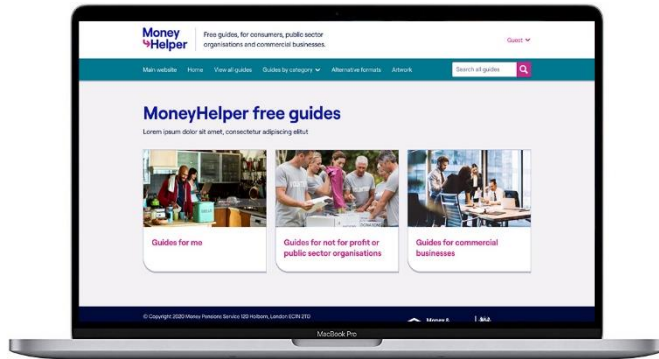 Money
Helper
Free guides, for consumers, public sector
organisations and commercial businesses.
Guest
Main website Home View all guides Guides by category Alternative formats Artwork
Search all guides
MoneyHelper free guides
Lorem ipsum dolor sit amet, consectetur adipiscing elitut
Guides for me
Guides for not for profit or
public sector organisations
Guides for commercial
businesses
© Copyright 2020 Money Pensions Service 120 Holborn, London EC1N 2TD
Money &
MacBook Pro